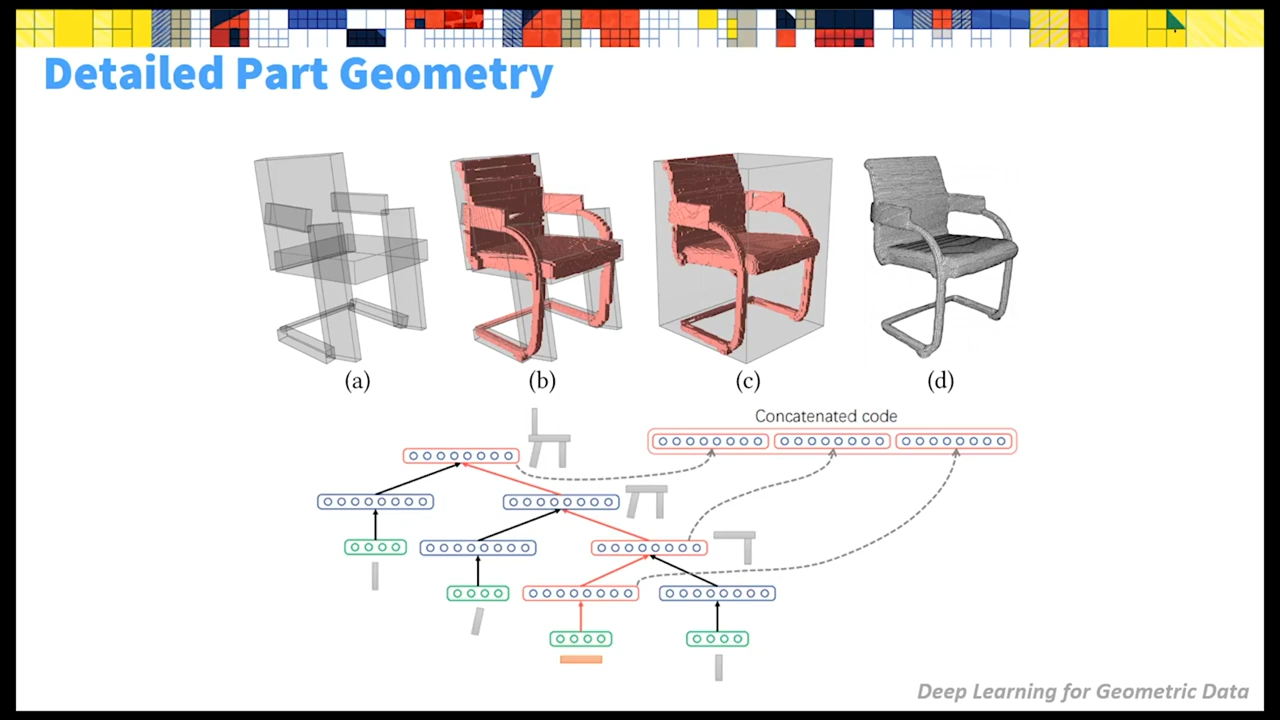 Detailed Part Geometry
(a) (b) (c) (d)
Concatenated code
Deep Learning for Geometric Data